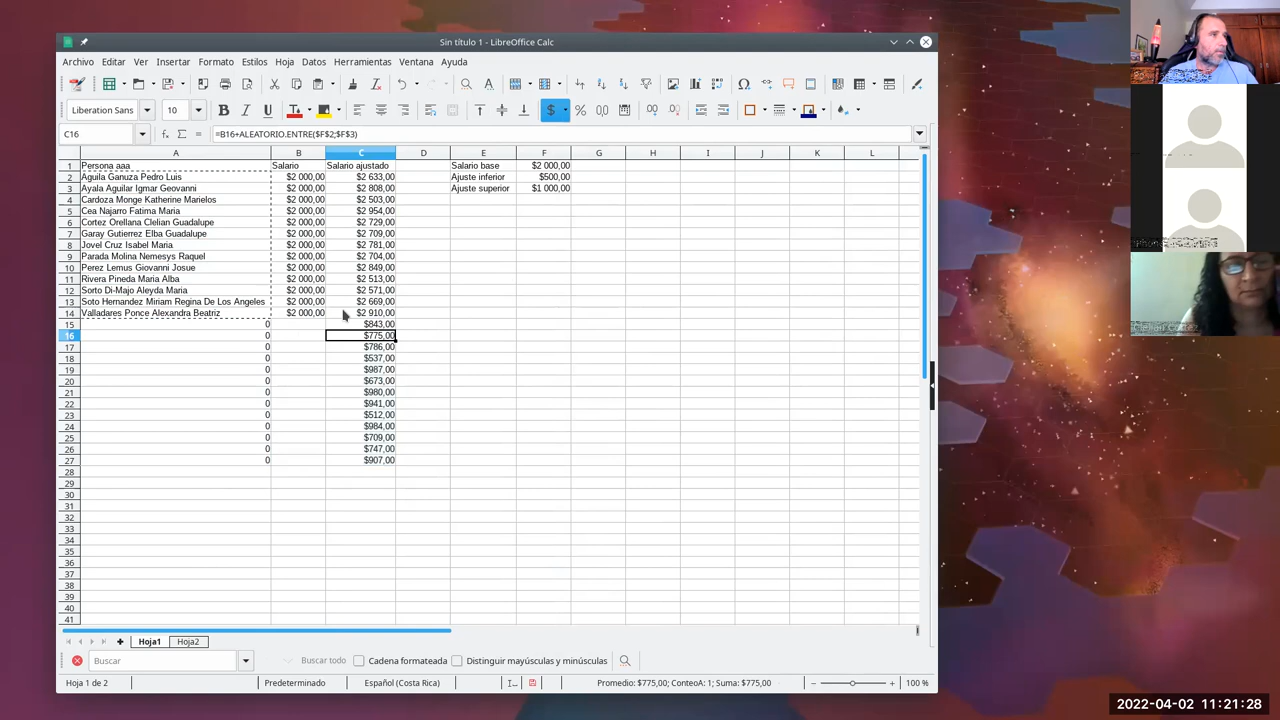 Sin título 1 - LibreOffice Calc
Archivo Editar Ver Insertar Formato Estilos Hoja Datos Herramientas Ventana Ayuda
Liberation Sans 10
C16 =B16+ALEATORIO.ENTRE($F$2;$F$3)
A B C D E F G H I J K L
1 Persona aaa Salario Salario ajustado Salario base $2 000,00
2 Aguila Ganuza Pedro Luis $2 000,00 $2 633,00 Ajuste inferior $500,00
3 Ayala Aguilar Igmar Geovanni $2 000,00 $2 808,00 Ajuste superior $1 000,00
4 Cardoza Monge Katherine Marielos $2 000,00 $2 503,00
5 Cea Najarro Fatima Maria $2 000,00 $2 954,00
6 Cortez Orellana Clelian Guadalupe $2 000,00 $2 729,00
7 Garay Gutierrez Elba Guadalupe $2 000,00 $2 709,00
8 Jovel Cruz Isabel Maria $2 000,00 $2 781,00
9 Parada Molina Nemesys Raquel $2 000,00 $2 704,00
10 Perez Lemus Giovanni Josue $2 000,00 $2 849,00
11 Rivera Pineda Maria Alba $2 000,00 $2 513,00
12 Sorto Di-Majo Aleyda Maria $2 000,00 $2 571,00
13 Soto Hernandez Miriam Regina De Los Angeles $2 000,00 $2 669,00
14 Valladares Ponce Alexandra Beatriz $2 000,00 $2 910,00
15 0 $843,00
16 0 $775,00
17 0 $786,00
18 0 $537,00
19 0 $987,00
20 0 $673,00
21 0 $980,00
22 0 $941,00
23 0 $512,00
24 0 $984,00
25 0 $709,00
26 0 $747,00
27 0 $907,00
28
29
30
31
32
33
34
35
36
37
38
39
40
41
Hoja1 Hoja2
Buscar Buscar todo Cadena formateada Distinguir mayúsculas y minúsculas
Hoja 1 de 2 Predeterminado Español (Costa Rica) Promedio: $775,00; ConteoA: 1; Suma: $775,00 100 %
2022-04-02 11:21:28